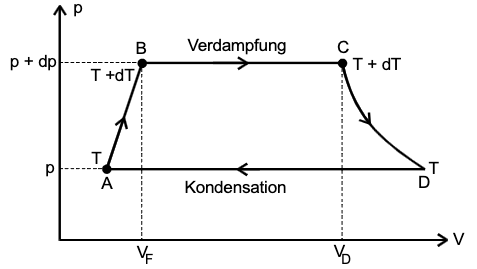 p
B
Verdampfung
C
p + dp
T +dT
T + dT
T
p
A
Kondensation
T
D
V
V_F
V_D